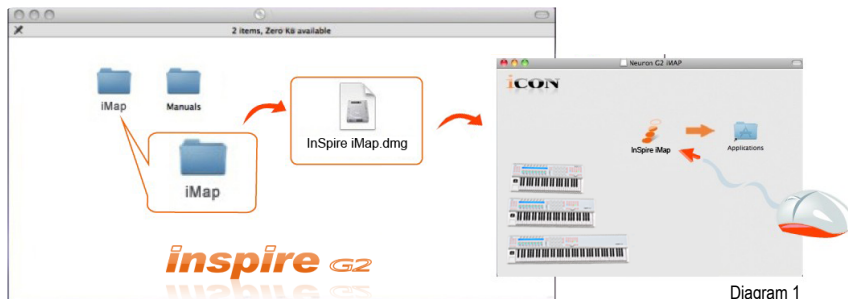 2 items, Zero KB available
iMap
Manuals
iMap
InSpire iMap.dmg
inspire G2
Neuron G2 iMAP
iCON
InSpire iMap
Applications
Diagram 1